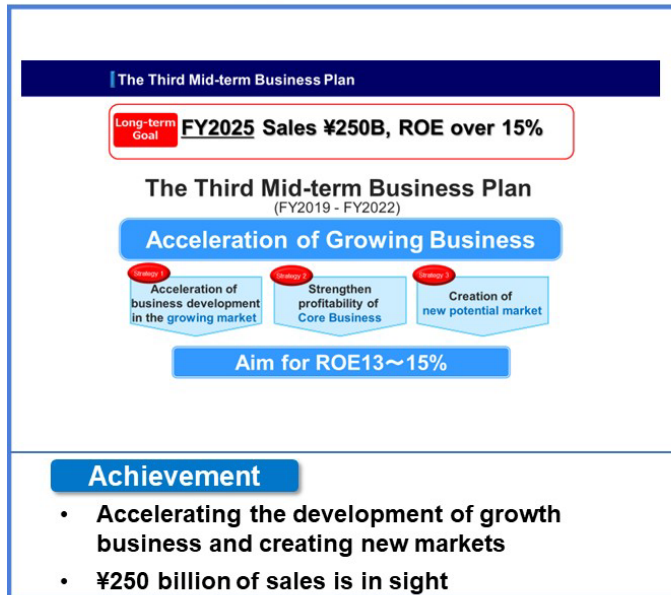 The Third Mid-term Business Plan
Long-term
Goal
FY2025 Sales ¥250B, ROE over 15%
The Third Mid-term Business Plan
(FY2019 - FY2022)
Acceleration of Growing Business
Strategy 1
Acceleration of
business development
in the growing market
Strategy 2
Strengthen
profitability of
Core Business
Strategy 3
Creation of
new potential market
Aim for ROE13～15%
Achievement
• Accelerating the development of growth
business and creating new markets
• ¥250 billion of sales is in sight